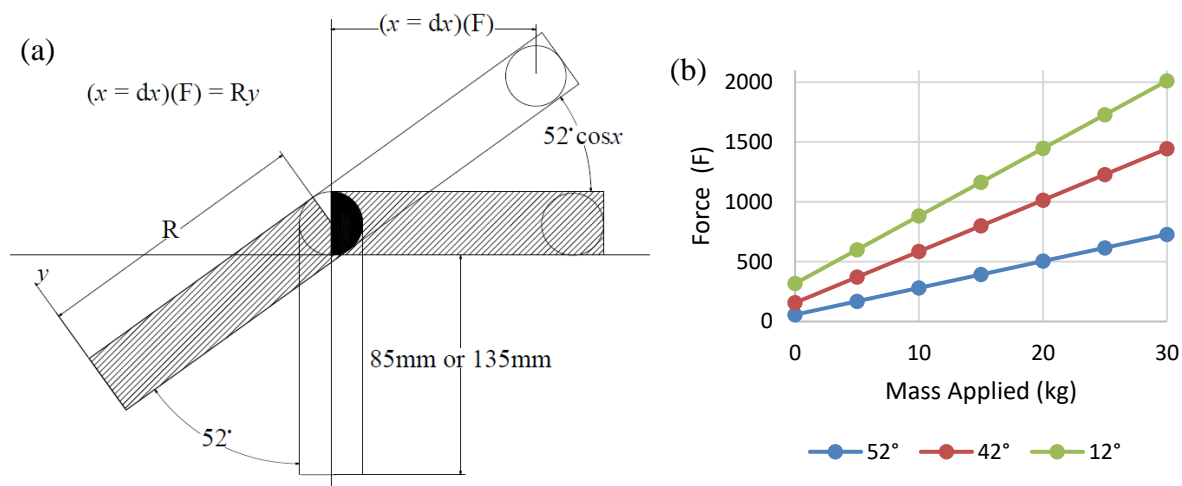 (a)
(x = dx)(F)
(x = dx)(F) = Ry
52˚cosx
R
y
85mm or 135mm
52˚
(b)
Force (F)
2000
1500
1000
500
0
0 10 20 30
Mass Applied (kg)
52° 42° 12°